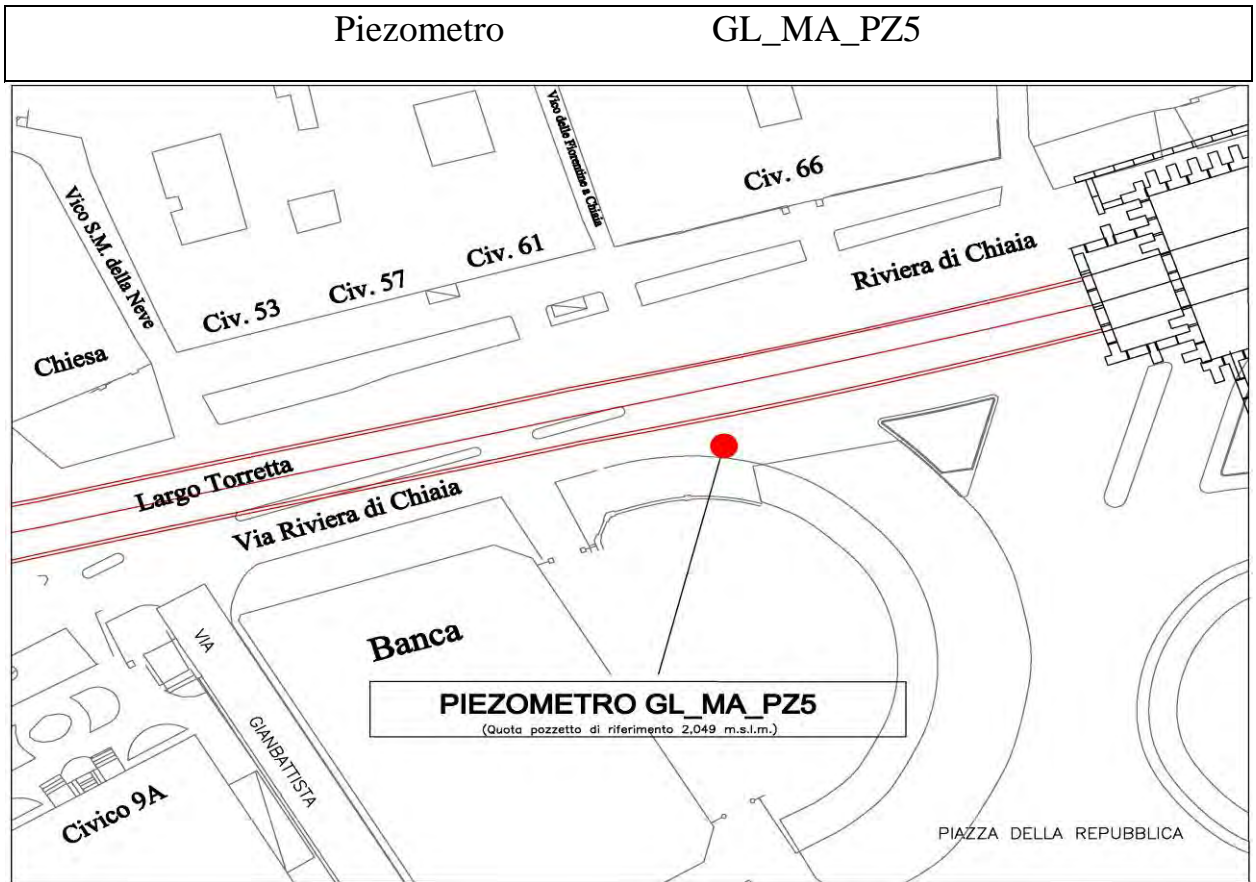 Piezometro GL_MA_PZ5
Vico delle Fiorentine a Chiaia
Civ. 66
Vico S.M. della Neve
Civ. 61
Civ. 57
Civ. 53
Riviera di Chiaia
Chiesa
Largo Torretta
Via Riviera di Chiaia
Banca
VIA
GIANBATTISTA
PIEZOMETRO GL_MA_PZ5
(Quota pozzetto di riferimento 2,049 m.s.l.m.)
Civico 9A
PIAZZA DELLA REPUBBLICA